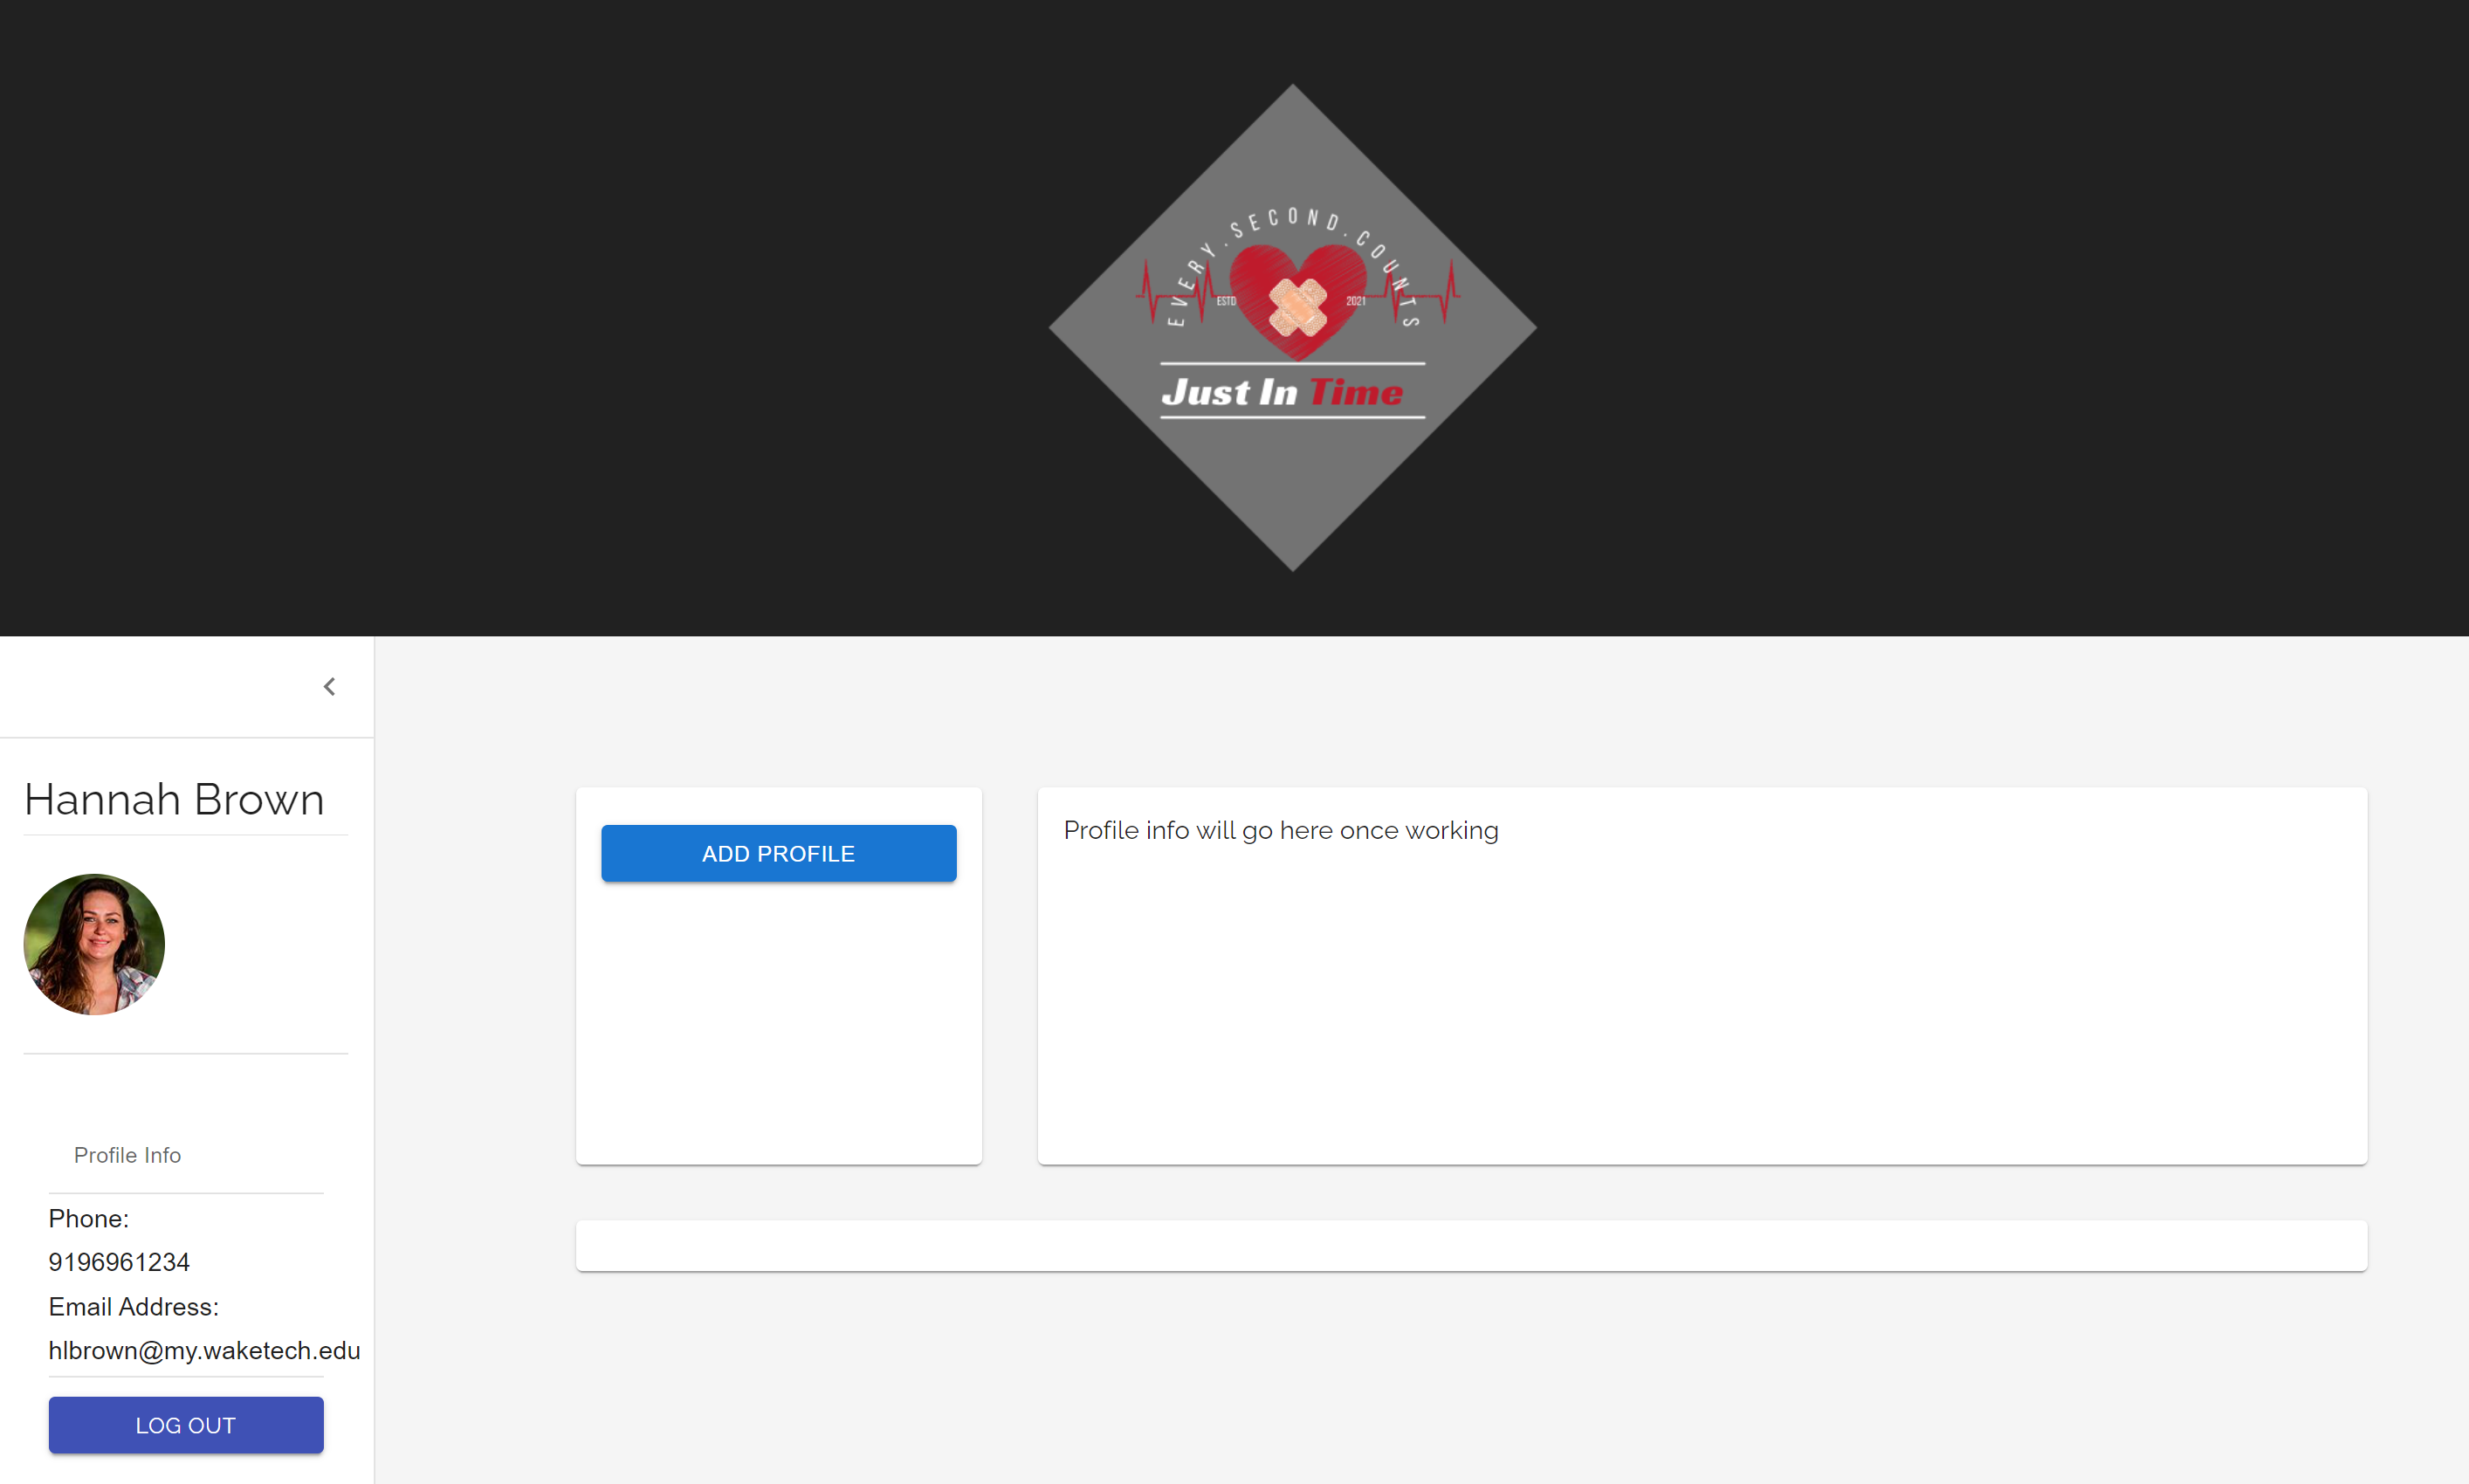 EVERY.SECOND.COUNTS
ESTD 2021
Just In Time
Hannah Brown
ADD PROFILE
Profile info will go here once working
Profile Info
Phone:
9196961234
Email Address:
hlbrown@my.waketech.edu
LOG OUT